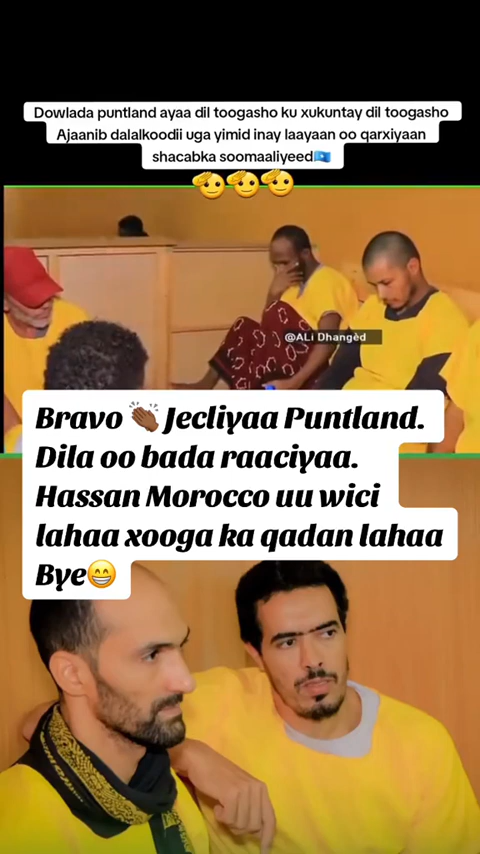 Dowlada puntland ayaa dil toogasho ku xukuntay dil toogasho
Ajaanib dalalkoodii uga yimid inay laayaan oo qarxiyaan
shacabka soomaaliyeed🇸🇴
🫡🫡🫡
@ALi Dhangèd
Bravo 👏🏾 Jecliyaa Puntland.
Dila oo bada raaciyaa.
Hassan Morocco uu wici
lahaa xooga ka qadan lahaa
Bye😁